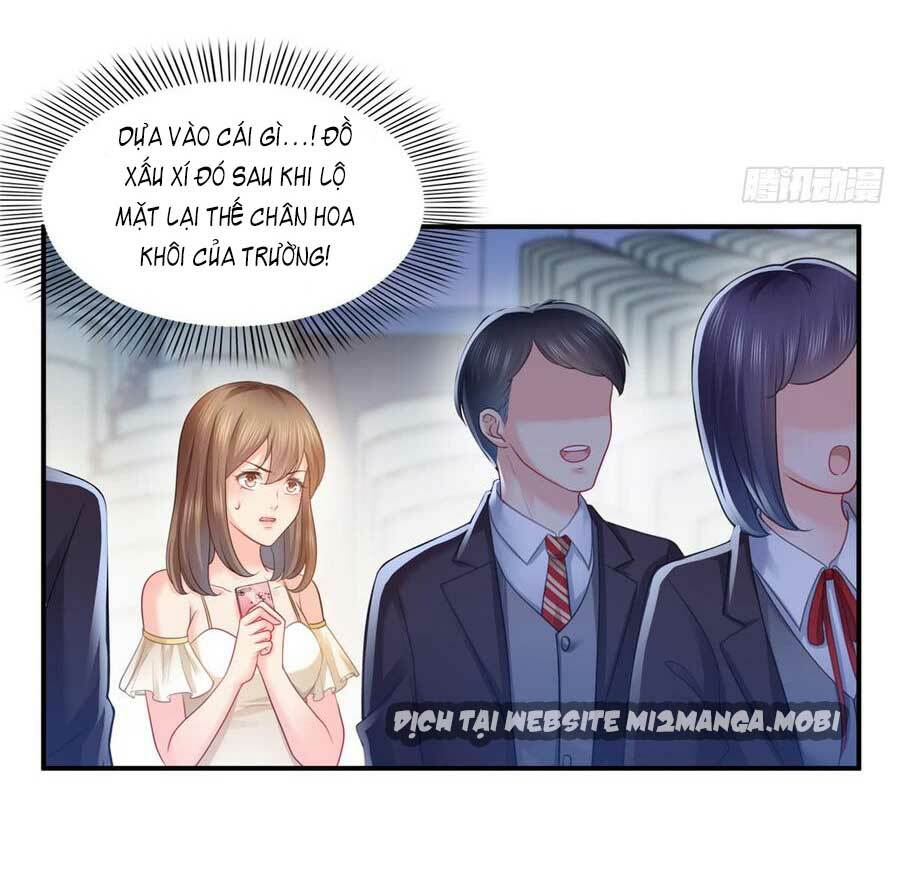 DỰA VÀO CÁI GÌ...! ĐỒ
XẤU XÍ ĐÓ SAU KHI LỘ
MẶT LẠI THẾ CHÂN HOA
KHÔI CỦA TRƯỜNG!
腾讯动漫
DỊCH TẠI WEBSITE MI2MANGA.MOBI